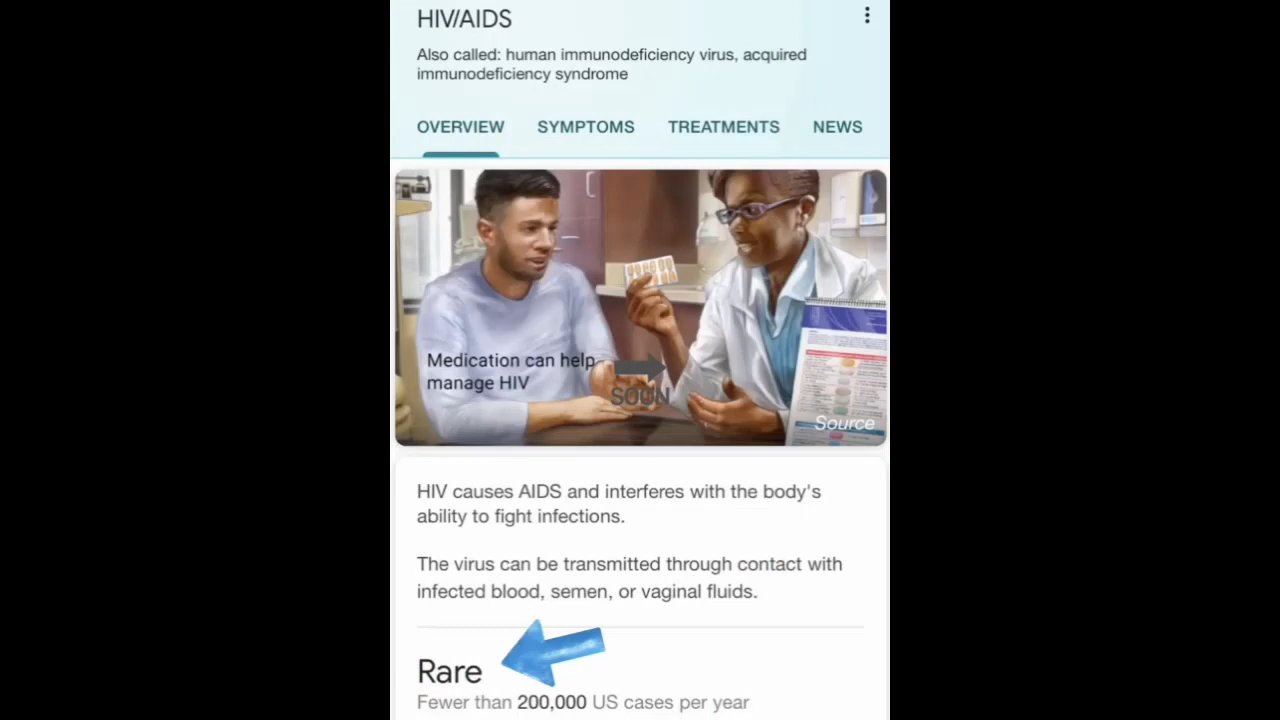 HIV/AIDS
Also called: human immunodeficiency virus, acquired
immunodeficiency syndrome
OVERVIEW SYMPTOMS TREATMENTS NEWS
Medication can help
manage HIV
SOON
Source
HIV causes AIDS and interferes with the body's
ability to fight infections.
The virus can be transmitted through contact with
infected blood, semen, or vaginal fluids.
Rare
Fewer than 200,000 US cases per year